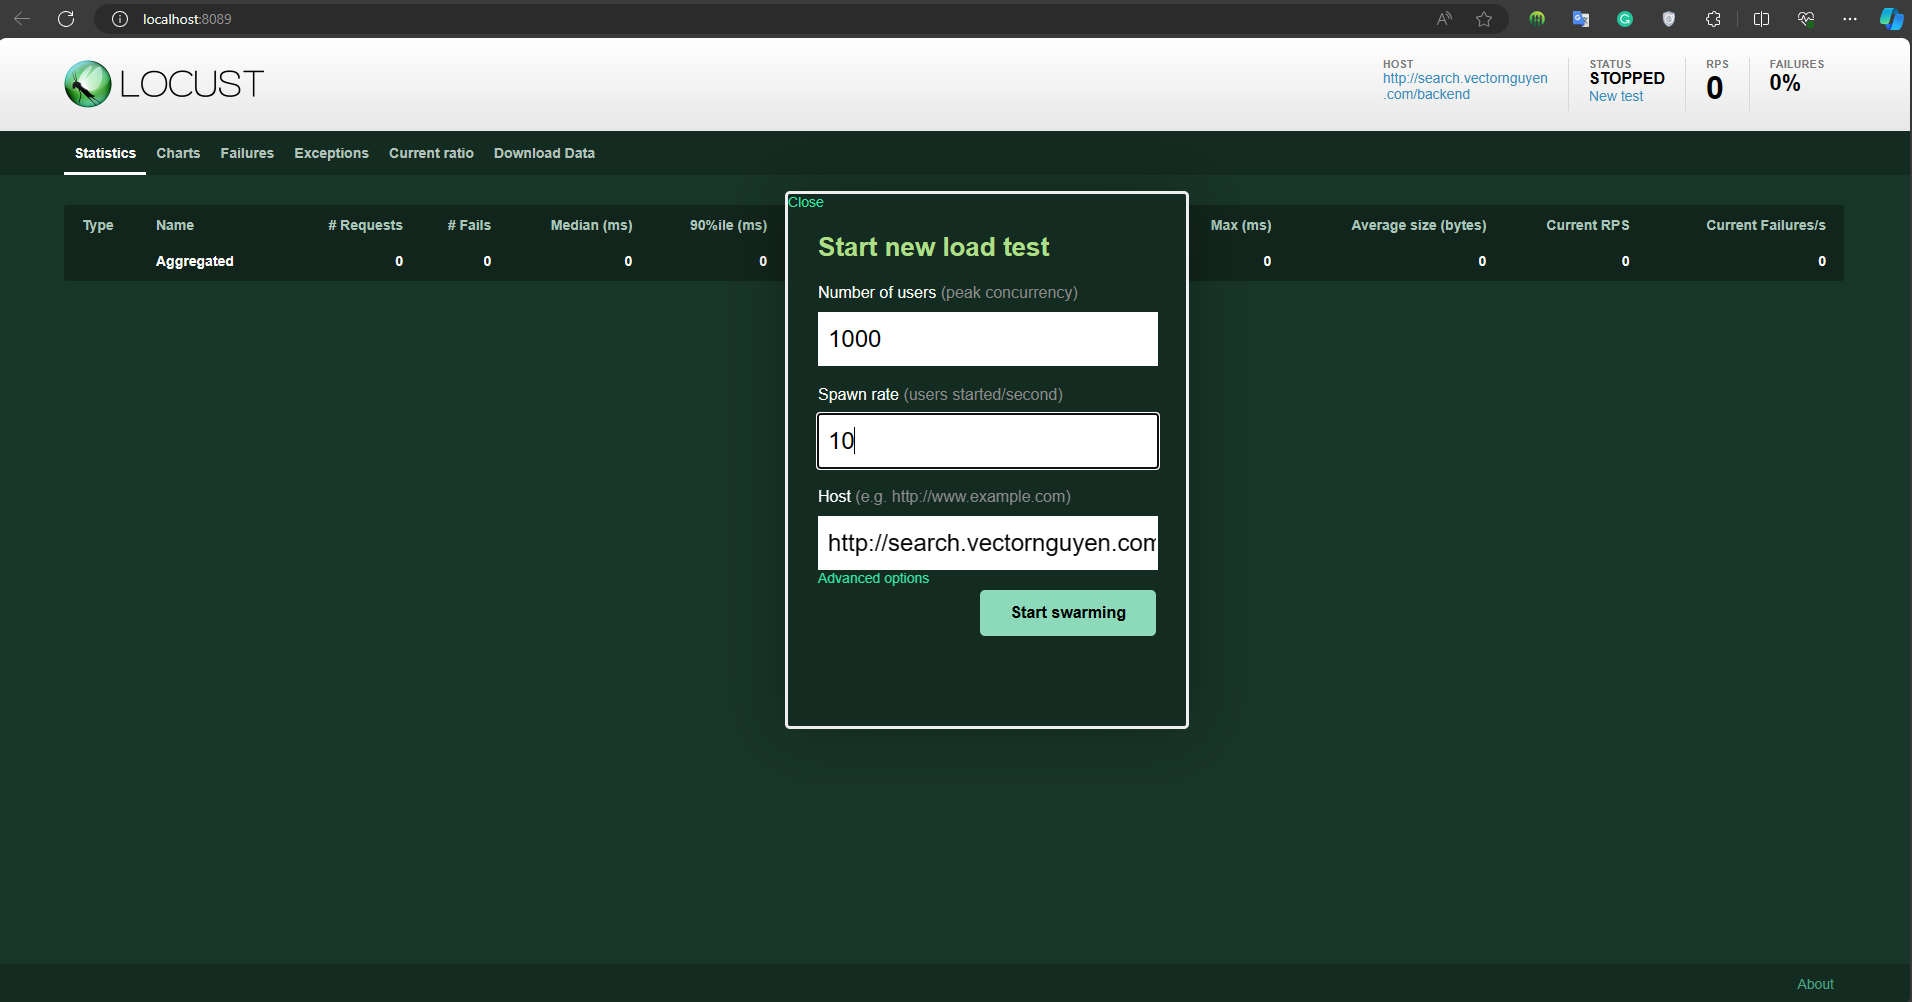 localhost:8089
LOCUST
HOST
http://search.vectornguyen
.com/backend
STATUS
STOPPED
New test
RPS
0
FAILURES
0%
Statistics Charts Failures Exceptions Current ratio Download Data
Type Name # Requests # Fails Median (ms) 90%ile (ms) Max (ms) Average size (bytes) Current RPS Current Failures/s
Aggregated 0 0 0 0 0 0 0 0
Close
Start new load test
Number of users (peak concurrency)
1000
Spawn rate (users started/second)
10
Host (e.g. http://www.example.com)
http://search.vectornguyen.com
Advanced options
Start swarming
About